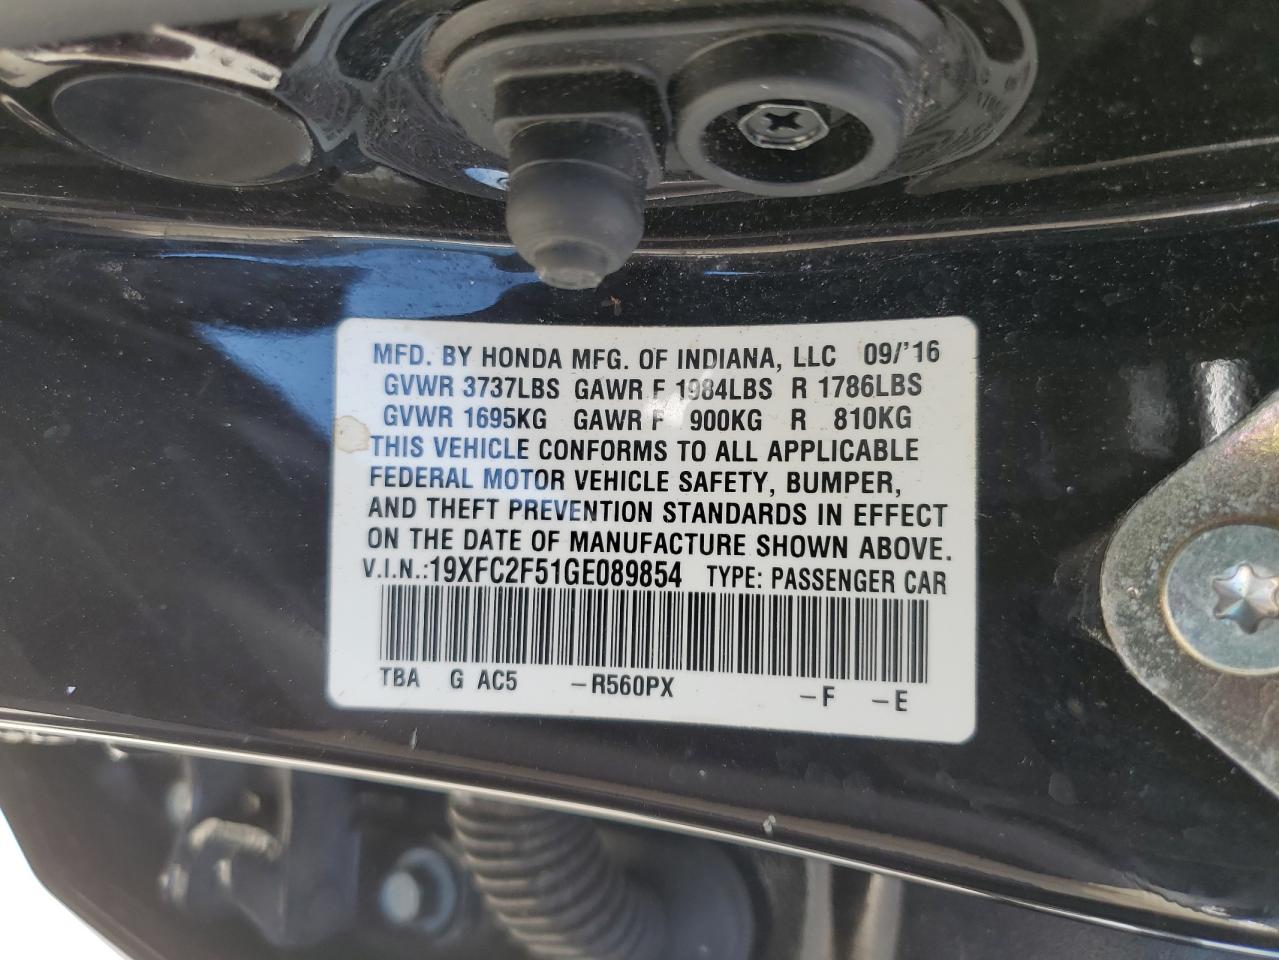 MFD. BY HONDA MFG. OF INDIANA, LLC 09/'16
GVWR 3737LBS GAWR F 1984LBS R 1786LBS
GVWR 1695KG GAWR F 900KG R 810KG
THIS VEHICLE CONFORMS TO ALL APPLICABLE
FEDERAL MOTOR VEHICLE SAFETY, BUMPER,
AND THEFT PREVENTION STANDARDS IN EFFECT
ON THE DATE OF MANUFACTURE SHOWN ABOVE.
V.I.N.:19XFC2F51GE089854 TYPE: PASSENGER CAR
TBA G AC5 -R560PX -F -E